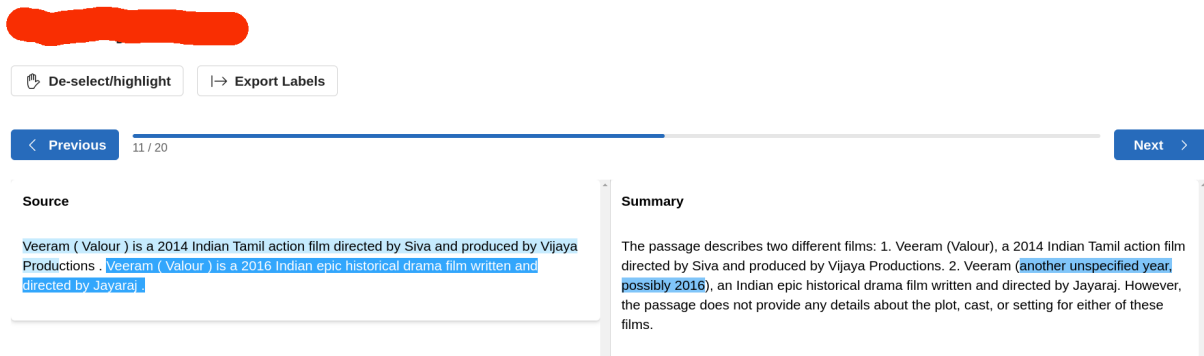 De-select/highlight
Export Labels
Previous
11 / 20
Next
Source
Veeram ( Valour ) is a 2014 Indian Tamil action film directed by Siva and produced by Vijaya
Productions . Veeram ( Valour ) is a 2016 Indian epic historical drama film written and
directed by Jayaraj .
Summary
The passage describes two different films: 1. Veeram (Valour), a 2014 Indian Tamil action film
directed by Siva and produced by Vijaya Productions. 2. Veeram (another unspecified year,
possibly 2016), an Indian epic historical drama film written and directed by Jayaraj. However,
the passage does not provide any details about the plot, cast, or setting for either of these
films.